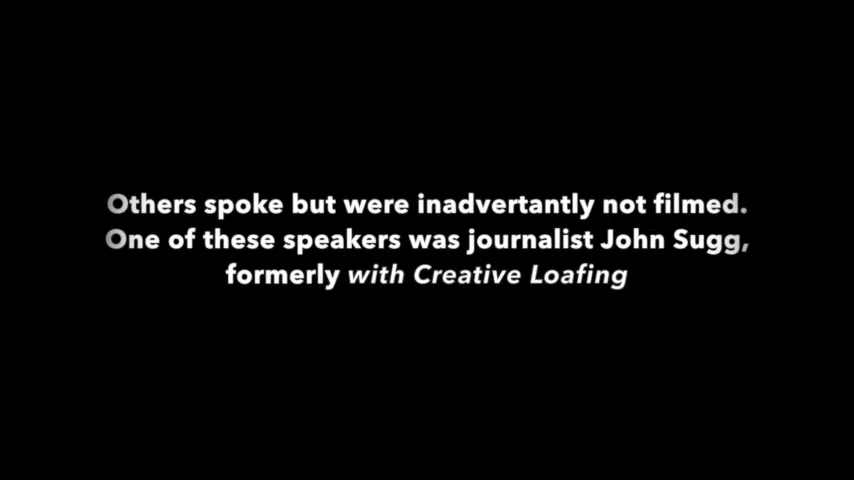 Others spoke but were inadvertantly not filmed.
One of these speakers was journalist John Sugg,
formerly with Creative Loafing